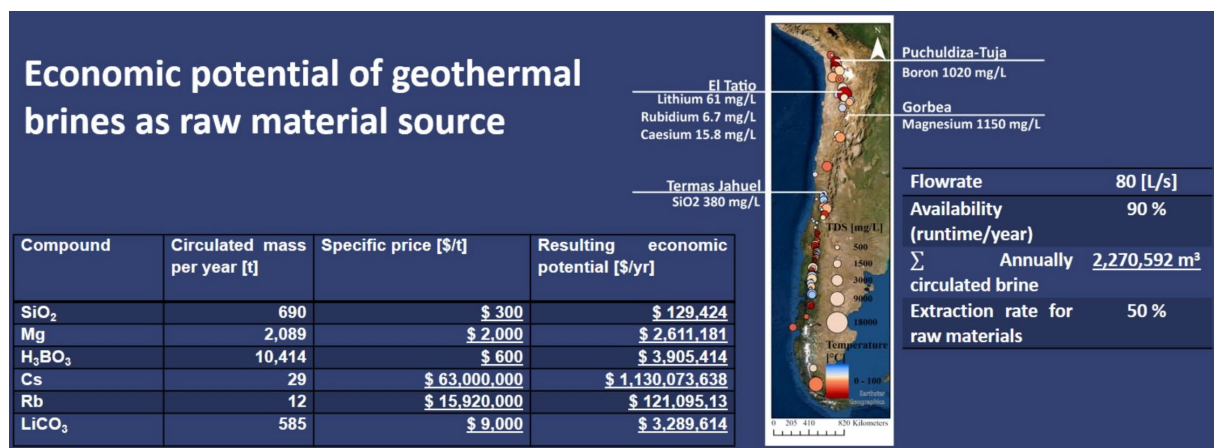 Economic potential of geothermal
brines as raw material source
El Tatio
Lithium 61 mg/L
Rubidium 6.7 mg/L
Caesium 15.8 mg/L
Termas Jahuel
SiO2 380 mg/L
N
Puchuldiza-Tuja
Boron 1020 mg/L
Gorbea
Magnesium 1150 mg/L
TDS [mg/L]
500
1500
3000
9000
18000
Temperature
[°C]
0 - 100
Earthstar
Geographics
0 205 410 820 Kilometers
Compound Circulated mass Specific price [$/t] Resulting economic
per year [t] potential [$/yr]
SiO₂ 690 $ 300 $ 129,424
Mg 2,089 $ 2,000 $ 2,611,181
H₃BO₃ 10,414 $ 600 $ 3,905,414
Cs 29 $ 63,000,000 $ 1,130,073,638
Rb 12 $ 15,920,000 $ 121,095,13
LiCO₃ 585 $ 9,000 $ 3,289,614
Flowrate 80 [L/s]
Availability 90 %
(runtime/year)
∑ Annually 2,270,592 m³
circulated brine
Extraction rate for 50 %
raw materials